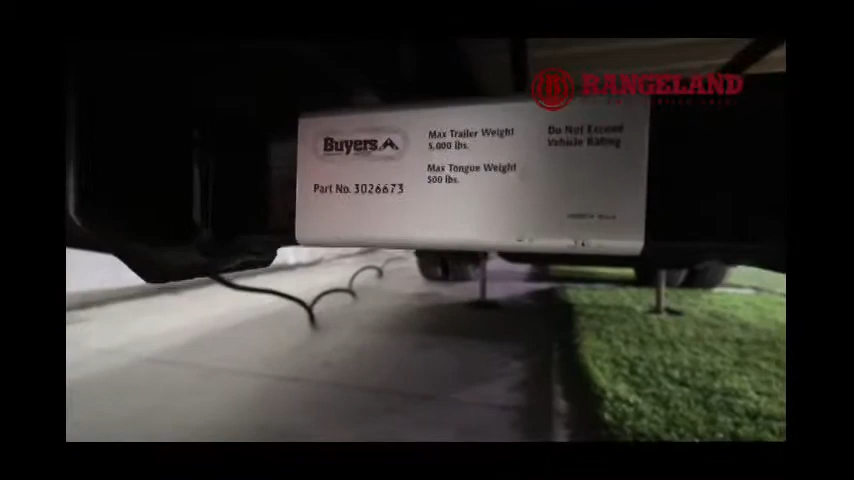 RANGELAND
Buyers
Max Trailer Weight
5,000 lbs.
Do Not Exceed
Vehicle Rating
Max Tongue Weight
500 lbs.
Part No. 3026673